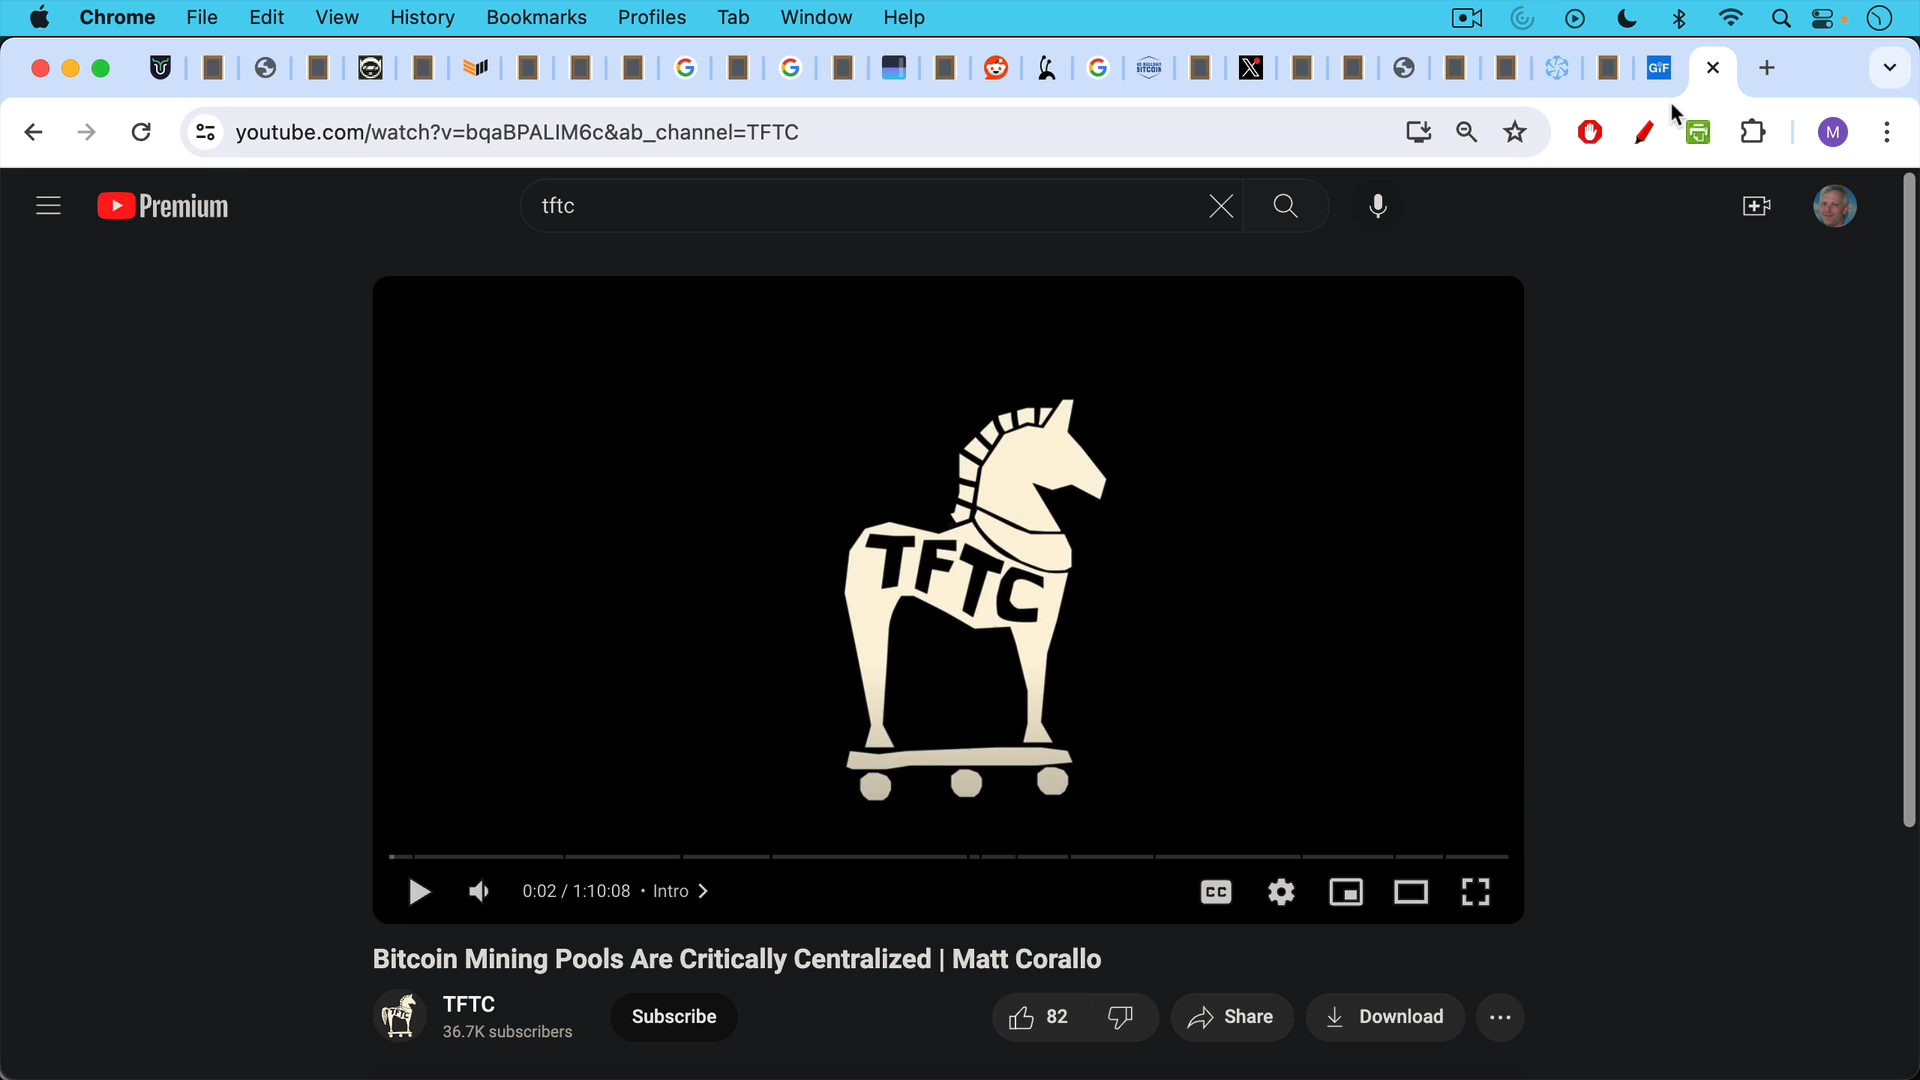 Chrome File Edit View History Bookmarks Profiles Tab Window Help
GIF
youtube.com/watch?v=bqaBPALIM6c&ab_channel=TFTC
M
Premium
tftc
TFTC
0:02 / 1:10:08 • Intro
CC
Bitcoin Mining Pools Are Critically Centralized | Matt Corallo
TFTC
36.7K subscribers
Subscribe
82
Share
Download